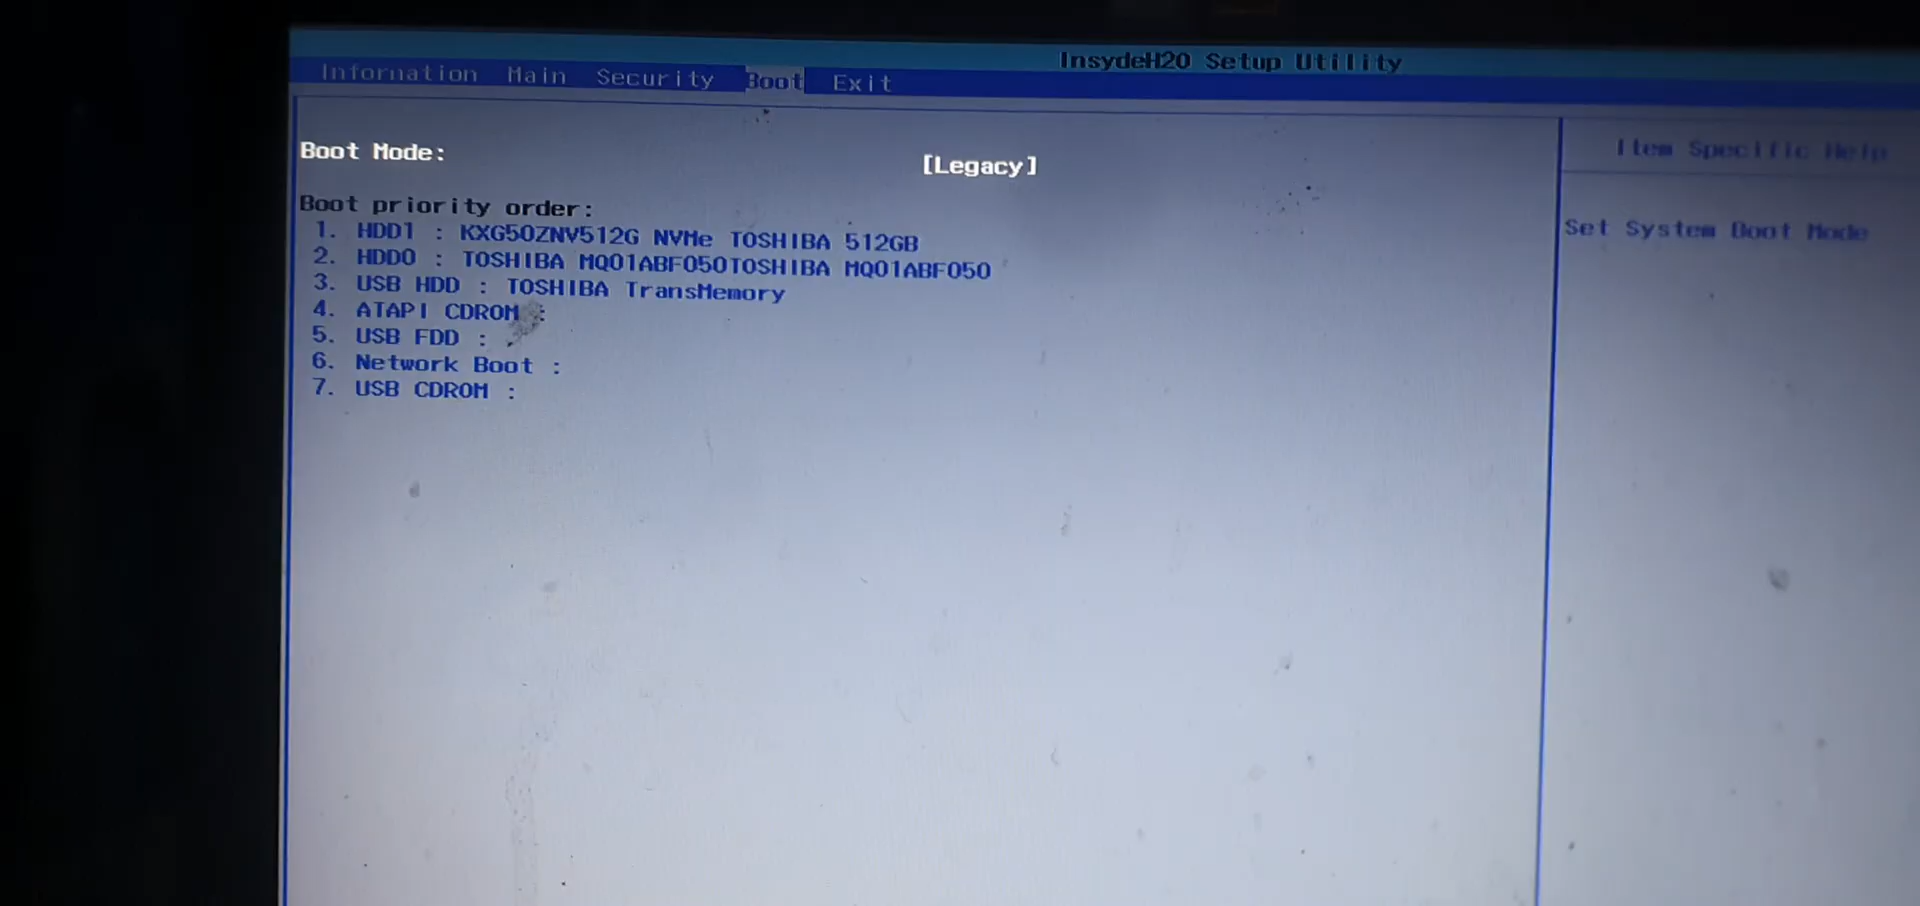 InsydeH20 Setup Utility
Information Main Security Boot Exit
Boot Mode: [Legacy]
Item Specific Help
Boot priority order:
1. HDD1 : KXG50ZNV512G NVMe TOSHIBA 512GB
2. HDD0 : TOSHIBA MQ01ABF050TOSHIBA MQ01ABF050
3. USB HDD : TOSHIBA TransMemory
4. ATAPI CDROM :
5. USB FDD :
6. Network Boot :
7. USB CDROM :
Set System Boot Mode